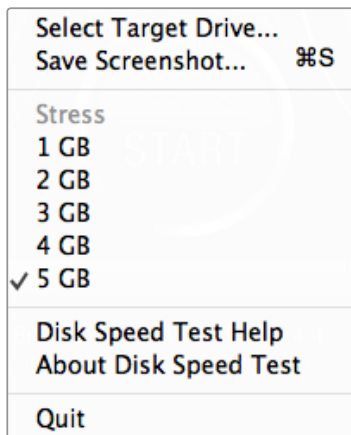 Select Target Drive...
Save Screenshot... ⌘S
Stress
START
1 GB
2 GB
3 GB
4 GB
✓ 5 GB
Disk Speed Test Help
About Disk Speed Test
Quit